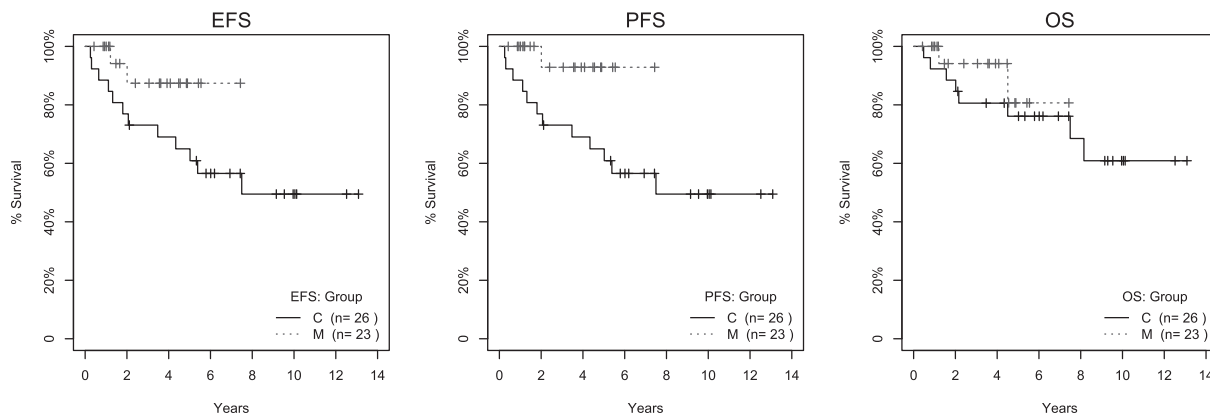 EFS
% Survival
100%
80%
60%
40%
20%
0
EFS: Group
C (n= 26 )
M (n= 23 )
0 2 4 6 8 10 12 14
Years
PFS
% Survival
100%
80%
60%
40%
20%
0
PFS: Group
C (n= 26 )
M (n= 23 )
0 2 4 6 8 10 12 14
Years
OS
% Survival
100%
80%
60%
40%
20%
0
OS: Group
C (n= 26 )
M (n= 23 )
0 2 4 6 8 10 12 14
Years